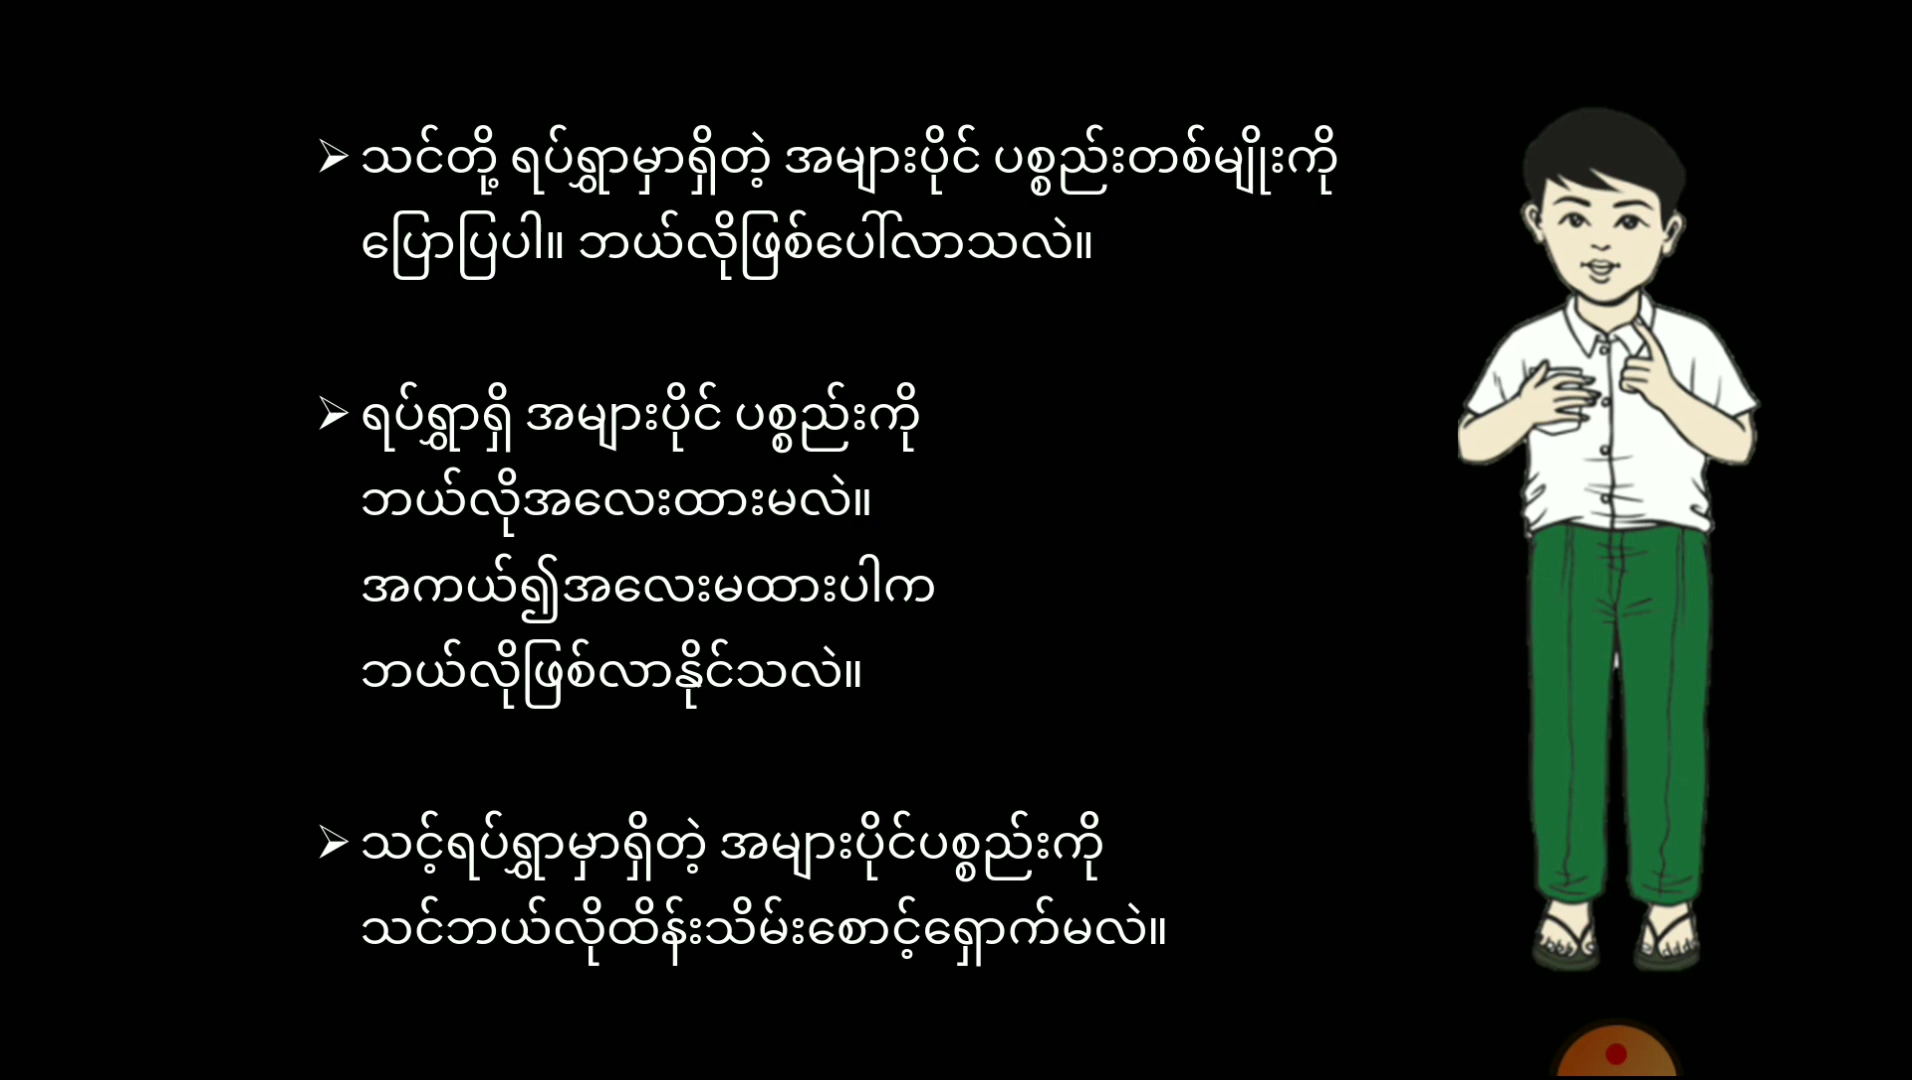 ➢ သင်တို့ ရပ်ရွာမှာရှိတဲ့ အများပိုင် ပစ္စည်းတစ်မျိုးကို
ပြောပြပါ။ ဘယ်လိုဖြစ်ပေါ်လာသလဲ။
➢ ရပ်ရွာရှိ အများပိုင် ပစ္စည်းကို
ဘယ်လိုအလေးထားမလဲ။
အကယ်၍အလေးမထားပါက
ဘယ်လိုဖြစ်လာနိုင်သလဲ။
➢ သင့်ရပ်ရွာမှာရှိတဲ့ အများပိုင်ပစ္စည်းကို
သင်ဘယ်လိုထိန်းသိမ်းစောင့်ရှောက်မလဲ။